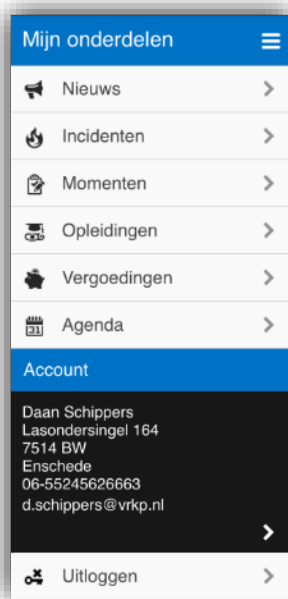 Mijn onderdelen
Nieuws
Incidenten
Momenten
Opleidingen
Vergoedingen
31 Agenda
Account
Daan Schippers
Lasondersingel 164
7514 BW
Enschede
06-55245626663
d.schippers@vrkp.nl
Uitloggen